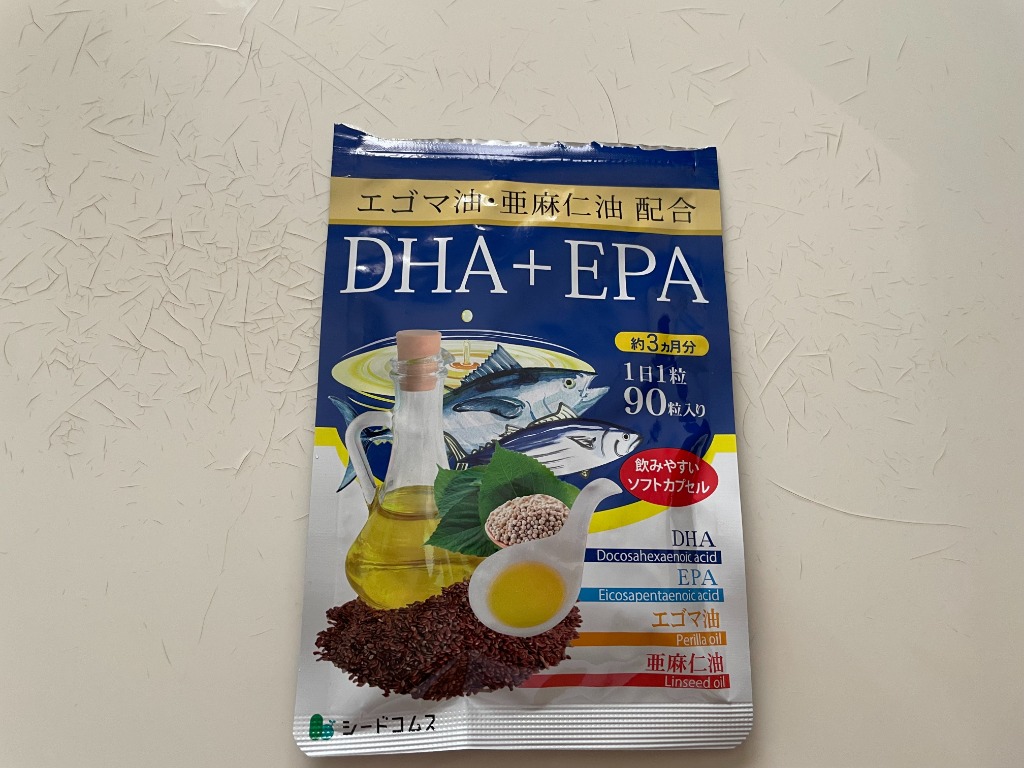 エゴマ油・亜麻仁油 配合
DHA+EPA
約3ヵ月分
1日1粒
90粒入り
飲みやすい
ソフトカプセル
DHA
Docosahexaenoic acid
EPA
Eicosapentaenoic acid
エゴマ油
Perilla oil
亜麻仁油
Linseed oil
シードコムス